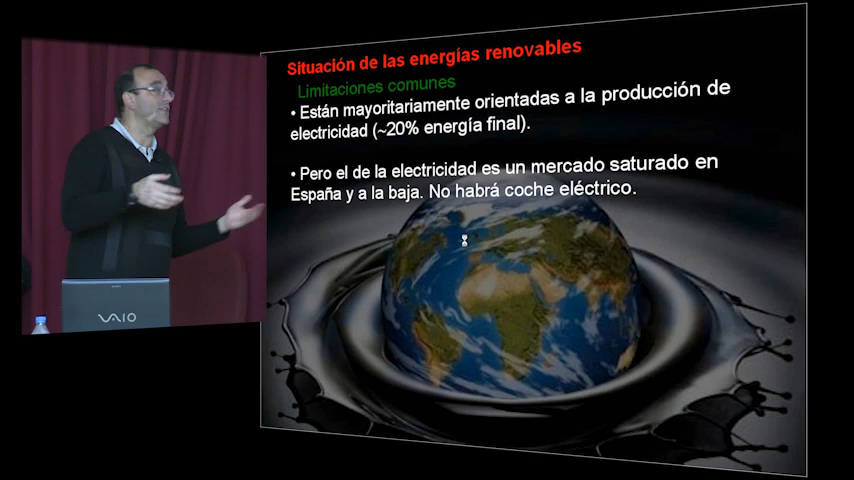 Situación de las energías renovables
Limitaciones comunes
• Están mayoritariamente orientadas a la producción de
electricidad (~20% energía final).
• Pero el de la electricidad es un mercado saturado en
España y a la baja. No habrá coche eléctrico.
VAIO